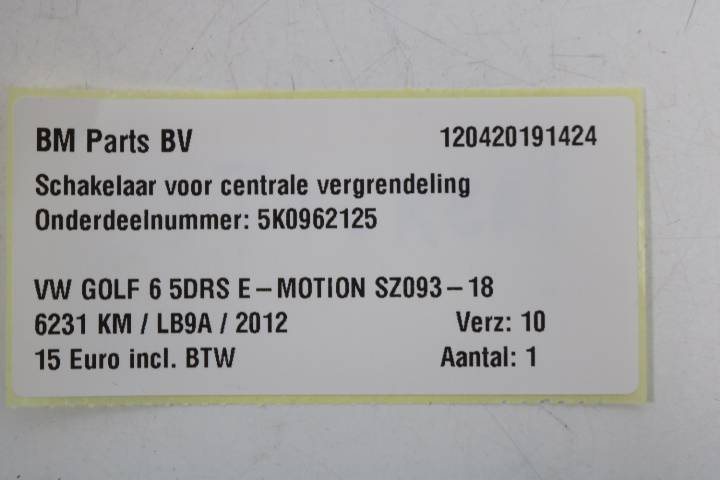 BM Parts BV 120420191424
Schakelaar voor centrale vergrendeling
Onderdeelnummer: 5K0962125
VW GOLF 6 5DRS E-MOTION SZ093-18
6231 KM / LB9A / 2012 Verz: 10
15 Euro incl. BTW Aantal: 1